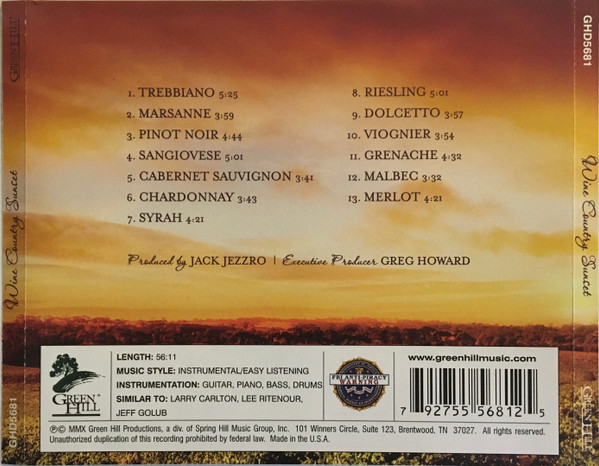 GREEN HILL
Wine Country Sunset
GHD5681
1. TREBBIANO 5:25
2. MARSANNE 3:59
3. PINOT NOIR 4:44
4. SANGIOVESE 5:01
5. CABERNET SAUVIGNON 3:41
6. CHARDONNAY 3:43
7. SYRAH 4:21
8. RIESLING 5:01
9. DOLCETTO 3:57
10. VIOGNIER 3:54
11. GRENACHE 4:32
12. MALBEC 3:32
13. MERLOT 4:21
Produced by JACK JEZZRO | Executive Producer GREG HOWARD
GREEN HILL
LENGTH: 56:11
MUSIC STYLE: INSTRUMENTAL/EASY LISTENING
INSTRUMENTATION: GUITAR, PIANO, BASS, DRUMS
SIMILAR TO: LARRY CARLTON, LEE RITENOUR,
JEFF GOLUB
FBI ANTI-PIRACY
WARNING
www.greenhillmusic.com
7 92755 56812 5
℗© MMX Green Hill Productions, a div. of Spring Hill Music Group, Inc. 101 Winners Circle, Suite 123, Brentwood, TN 37027. All rights reserved.
Unauthorized duplication of this recording prohibited by federal law. Made in the U.S.A.
GHD5681
Wine Country Sunset
GREEN HILL